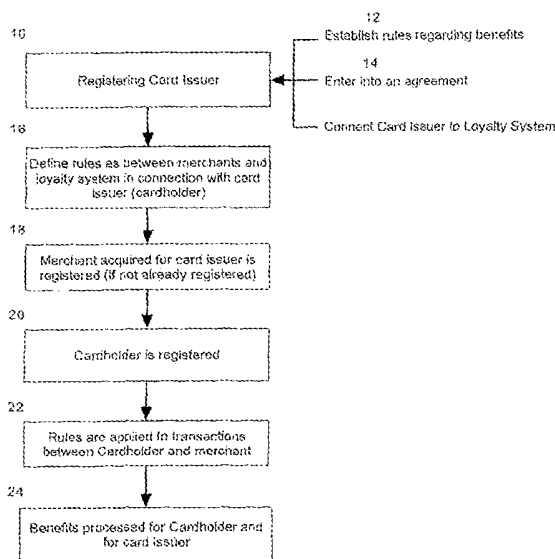 12
10
Establish rules regarding benefits
14
Registering Card Issuer
Enter into an agreement
16
Connect Card Issuer to Loyalty System
Define rules as between merchants and
loyalty system in connection with card
issuer (cardholder)
18
Merchant acquired for card issuer is
registered (if not already registered)
20
Cardholder is registered
22
Rules are applied to transactions
between Cardholder and merchant
24
Benefits processed for Cardholder and
for card issuer